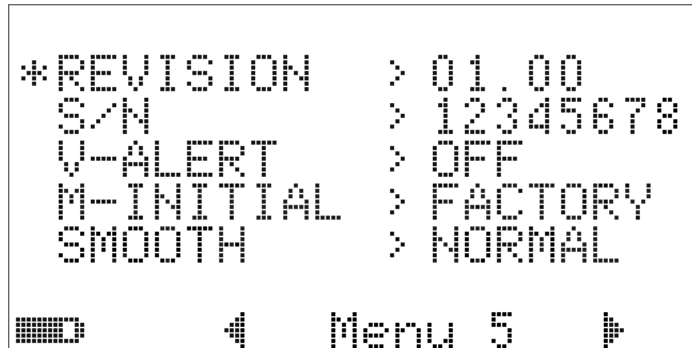 *REVISION > 01.00
S/N > 12345678
V-ALERT > OFF
M-INITIAL > FACTORY
SMOOTH > NORMAL
◀ Menu 5 ▶